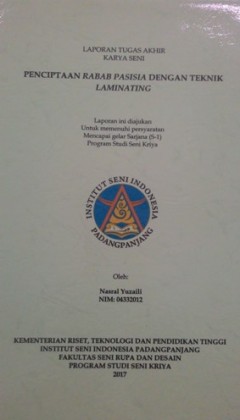 LAPORAN TUGAS AKHIR
KARYA SENI
PENCIPTAAN RABAB PASISIA DENGAN TEKNIK
LAMINATING
Laporan ini diajukan
Untuk memenuhi persyaratan
Mencapai gelar Sarjana (S-1)
Program Studi Seni Kriya
INSTITUT SENI INDONESIA
PADANGPANJANG
Oleh:
Nasral Yuzaili
NIM: 04332012
KEMENTERIAN RISET, TEKNOLOGI DAN PENDIDIKAN TINGGI
INSTITUT SENI INDONESIA PADANGPANJANG
FAKULTAS SENI RUPA DAN DESAIN
PROGRAM STUDI SENI KRIYA
2017